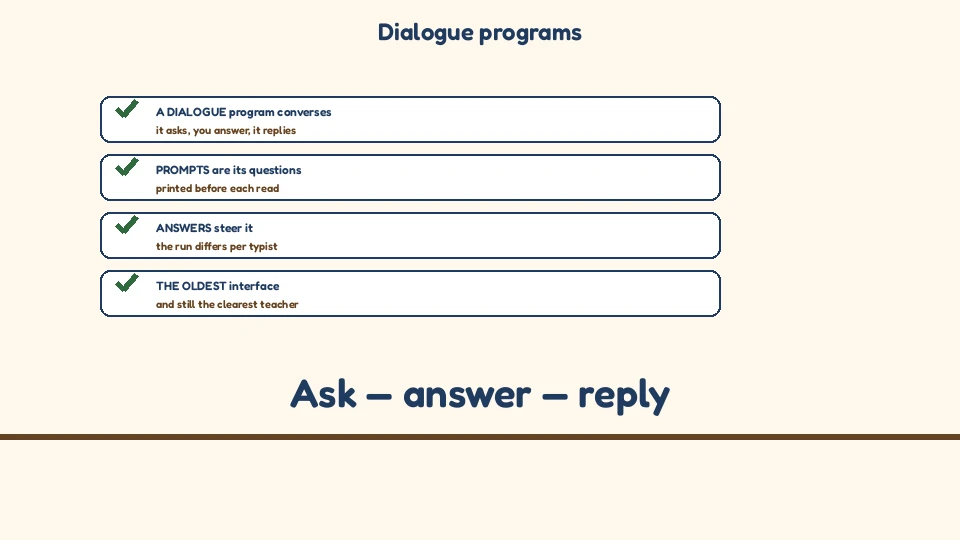 Dialogue programs
A DIALOGUE program converses
it asks, you answer, it replies
PROMPTS are its questions
printed before each read
ANSWERS steer it
the run differs per typist
THE OLDEST interface
and still the clearest teacher
Ask — answer — reply